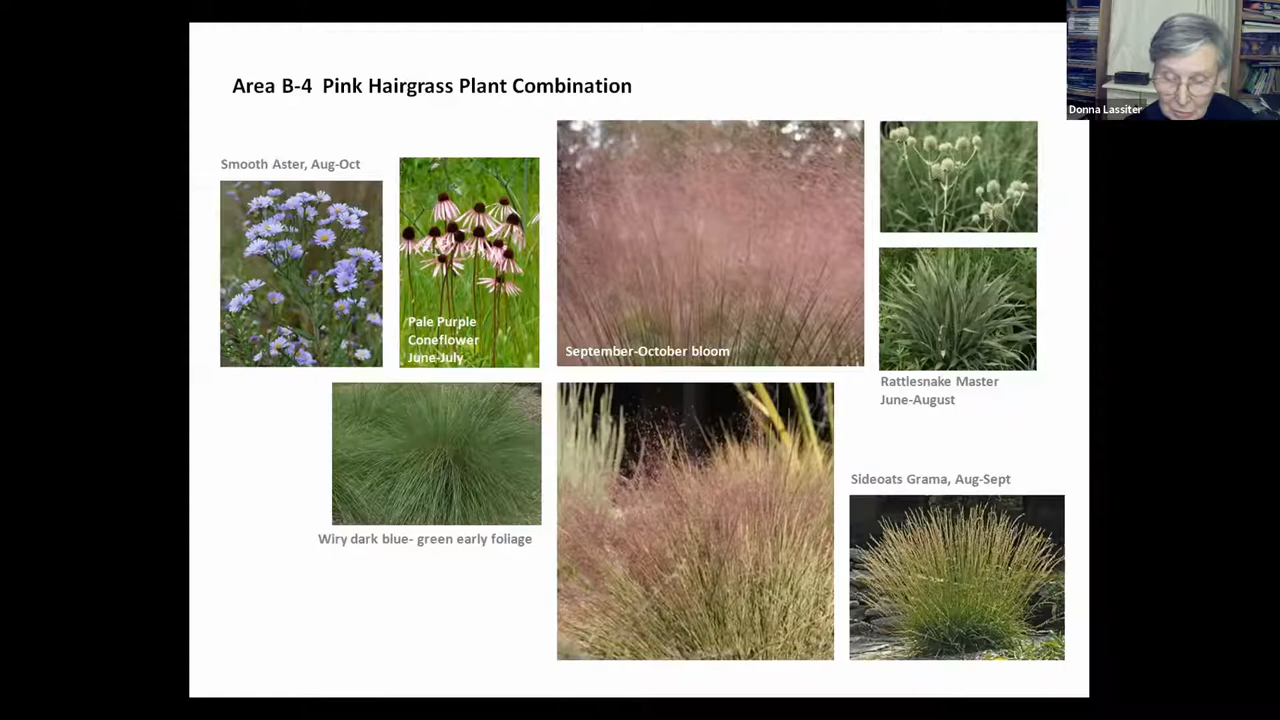 Area B-4  Pink Hairgrass Plant Combination
Donna Lassiter
Smooth Aster, Aug-Oct
Pale Purple
Coneflower
June-July
September-October bloom
Rattlesnake Master
June-August
Wiry dark blue- green early foliage
Sideoats Grama, Aug-Sept